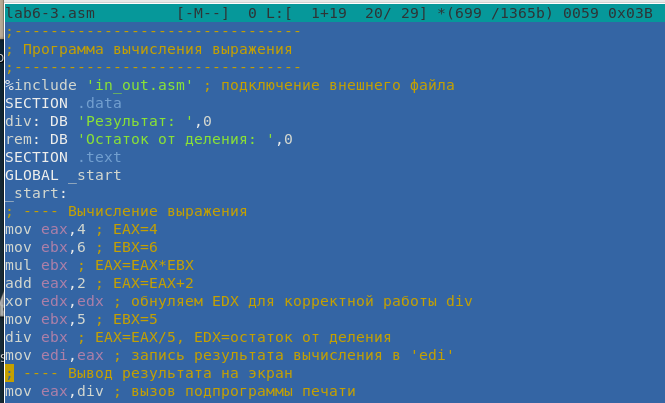 lab6-3.asm [-M--] 0 L:[ 1+19 20/ 29] *(699 /1365b) 0059 0x03B
;--------------------------------
; Программа вычисления выражения
;--------------------------------
%include 'in_out.asm' ; подключение внешнего файла
SECTION .data
div: DB 'Результат: ',0
rem: DB 'Остаток от деления: ',0
SECTION .text
GLOBAL _start
_start:
; ---- Вычисление выражения
mov eax,4 ; EAX=4
mov ebx,6 ; EBX=6
mul ebx ; EAX=EAX*EBX
add eax,2 ; EAX=EAX+2
xor edx,edx ; обнуляем EDX для корректной работы div
mov ebx,5 ; EBX=5
div ebx ; EAX=EAX/5, EDX=остаток от деления
mov edi,eax ; запись результата вычисления в 'edi'
; ---- Вывод результата на экран
mov eax,div ; вызов подпрограммы печати